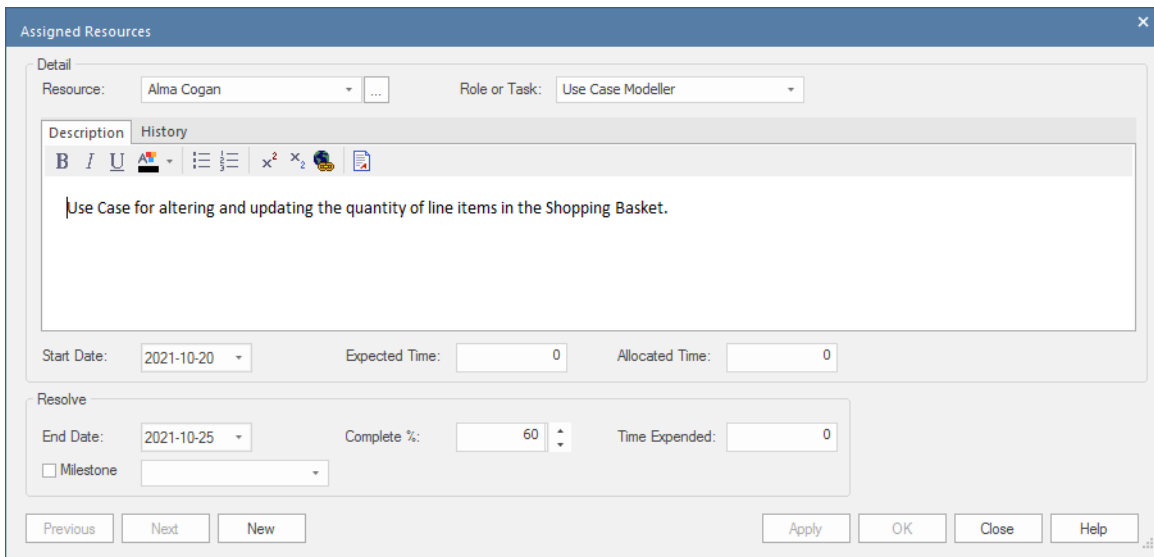 Assigned Resources
Detail
Resource: Alma Cogan ... Role or Task: Use Case Modeller
Description History
B I U A x² x₂
Use Case for altering and updating the quantity of line items in the Shopping Basket.
Start Date: 2021-10-20 Expected Time: 0 Allocated Time: 0
Resolve
End Date: 2021-10-25 Complete %: 60 Time Expended: 0
Milestone
Previous Next New Apply OK Close Help